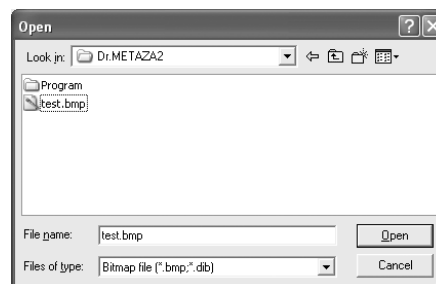 Open
Look in: Dr.METAZA2
Program
test.bmp
File name: test.bmp Open
Files of type: Bitmap file (*.bmp;*.dib) Cancel